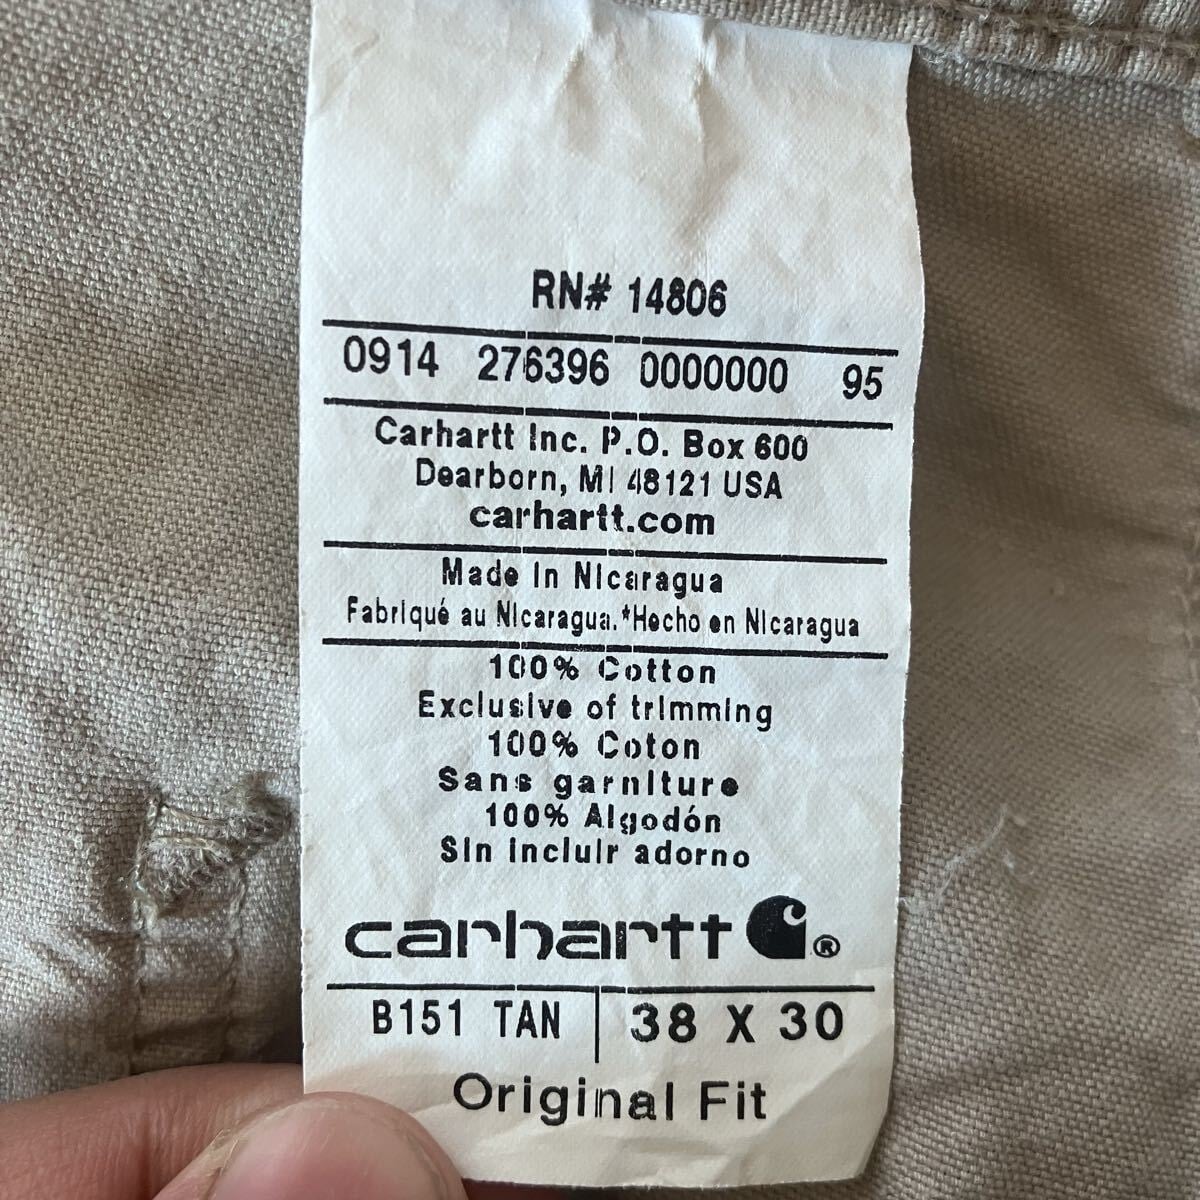 RN# 14806
0914 276396 0000000 95
Carhartt Inc. P.O. Box 600
Dearborn, MI 48121 USA
carhartt.com
Made in Nicaragua
Fabriqué au Nicaragua.*Hecho en Nicaragua
100% Cotton
Exclusive of trimming
100% Coton
Sans garniture
100% Algodón
Sin incluir adorno
carhartt ®
B151 TAN 38 X 30
Original Fit